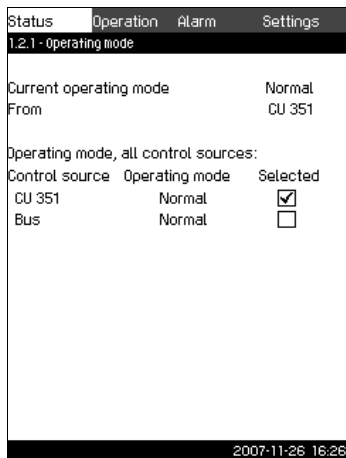 Status Operation Alarm Settings
1.2.1 - Operating mode
Current operating mode Normal
From CU 351
Operating mode, all control sources:
Control source Operating mode Selected
CU 351 Normal
Bus Normal
2007-11-26 16:26